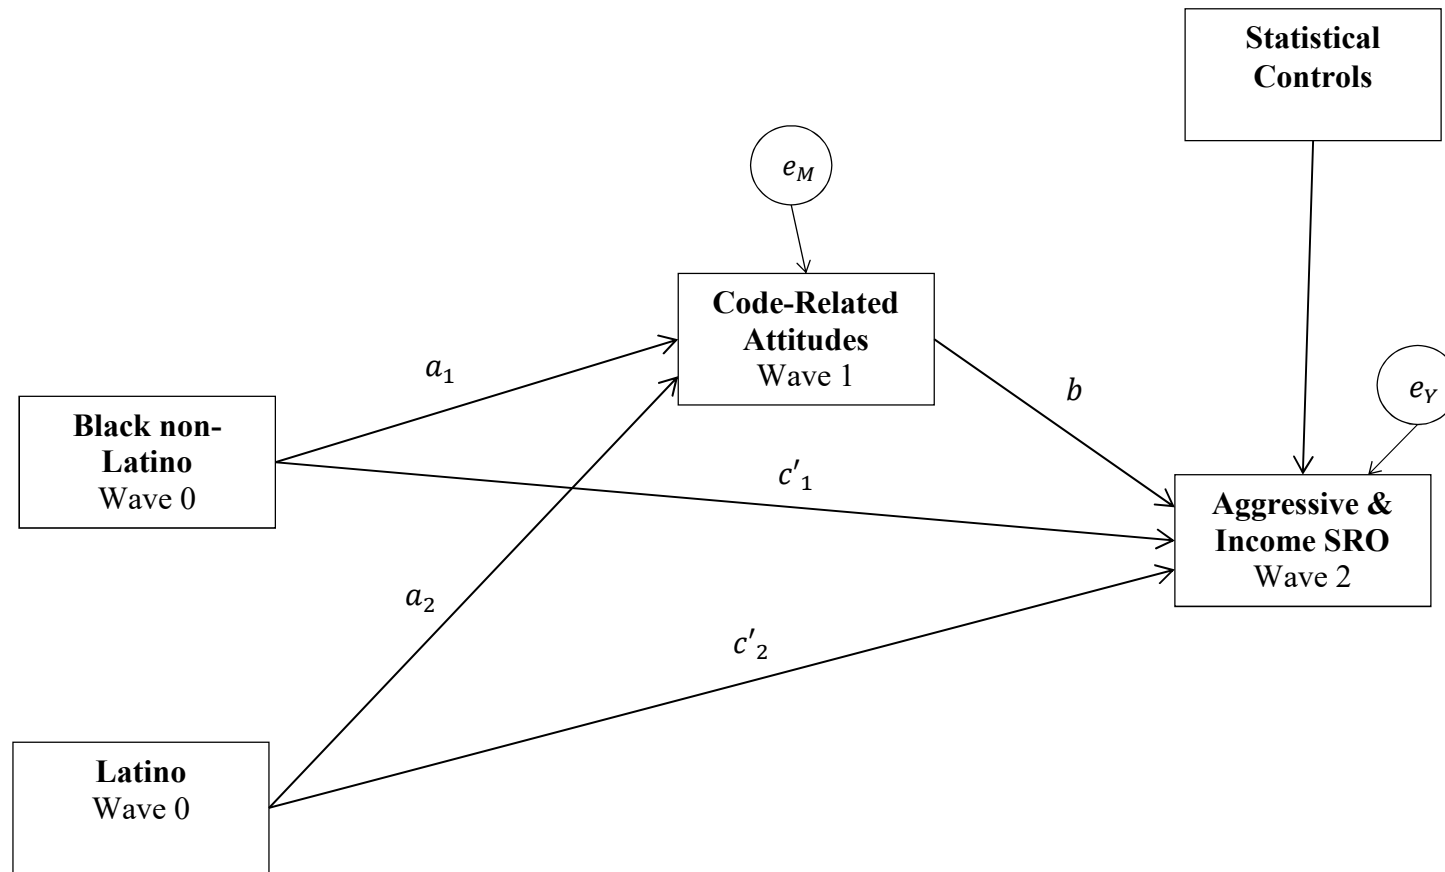 Statistical
Controls
e_M
Code-Related
Attitudes
Wave 1
a_1
b
e_Y
Black non-
Latino
Wave 0
c'_1
Aggressive &
Income SRO
Wave 2
a_2
c'_2
Latino
Wave 0